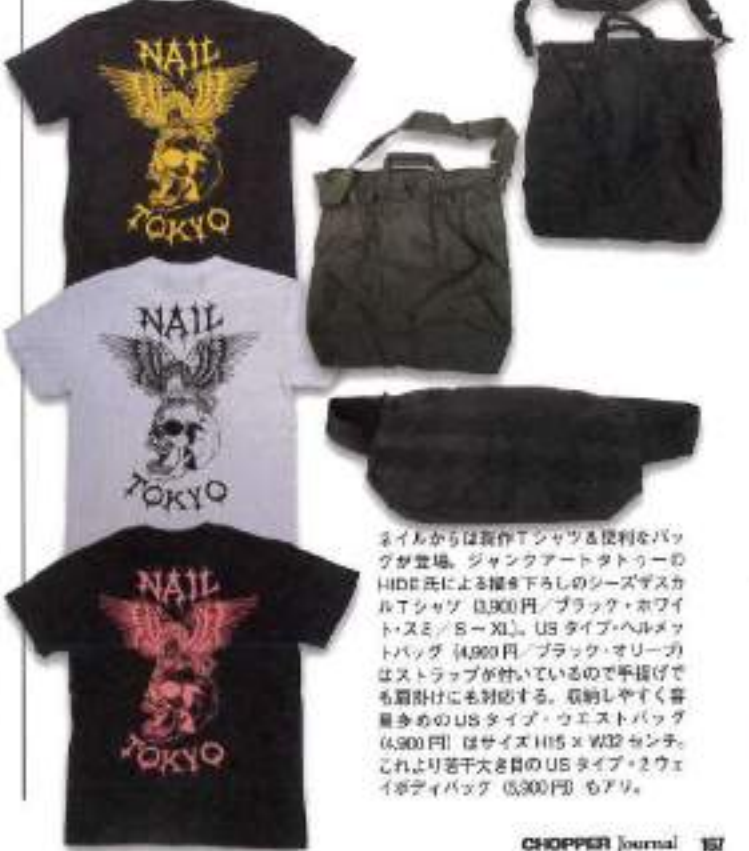 NAIL
TOKYO
NAIL
TOKYO
NAIL
TOKYO
ネイルからは新作Tシャツ&便利なバッ
グが登場。ジャンクアートタトゥーの
HIDE氏による描き下ろしのシーズザスカ
ルTシャツ (3,900円/ブラック・ホワイ
ト・スミ/S〜XL)。USタイプ・ヘルメッ
トバッグ (4,900円/ブラック・オリーブ)
はストラップが付いているので手提げで
も肩掛けにも対応する。収納しやすく容
量多めのUSタイプ・ウエストバッグ
(4,900円) はサイズH15×W32センチ。
これより若干大き目のUSタイプ・2ウェ
イボディバッグ (5,900円) もアリ。
CHOPPER Journal 167